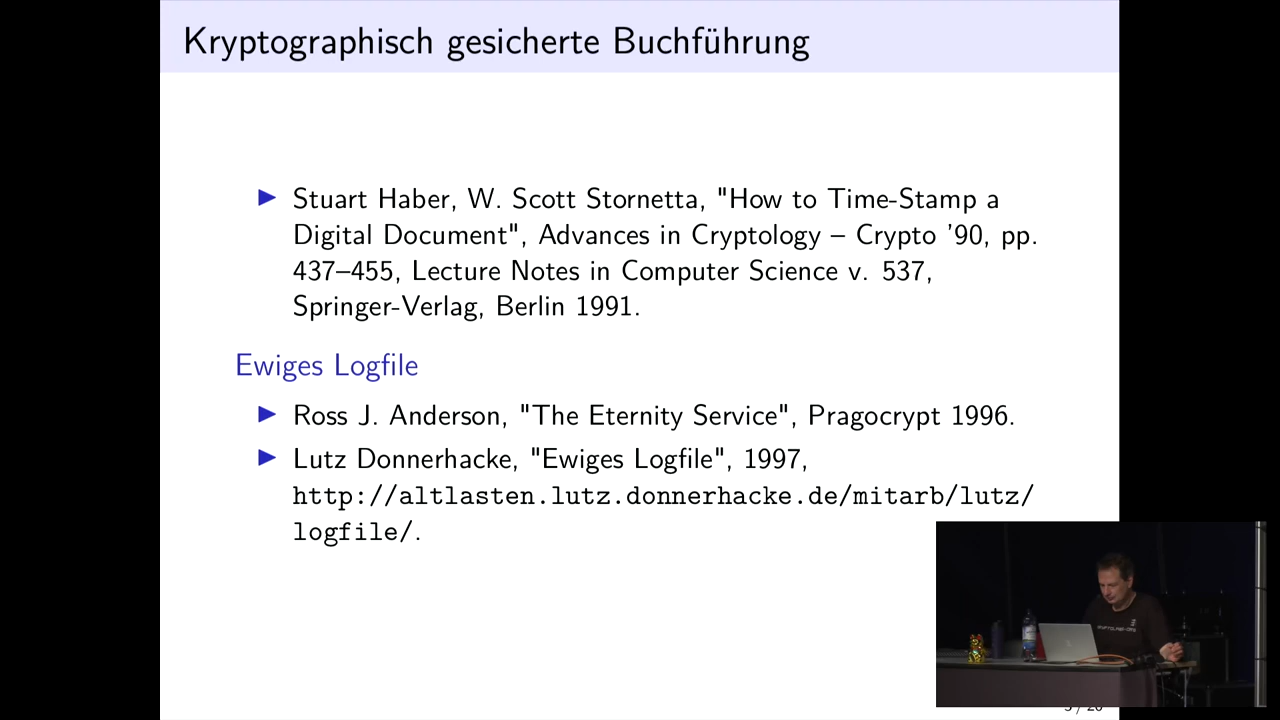 Kryptographisch gesicherte Buchführung
▶ Stuart Haber, W. Scott Stornetta, "How to Time-Stamp a
Digital Document", Advances in Cryptology – Crypto '90, pp.
437–455, Lecture Notes in Computer Science v. 537,
Springer-Verlag, Berlin 1991.
Ewiges Logfile
▶ Ross J. Anderson, "The Eternity Service", Pragocrypt 1996.
▶ Lutz Donnerhacke, "Ewiges Logfile", 1997,
http://altlasten.lutz.donnerhacke.de/mitarb/lutz/
logfile/.